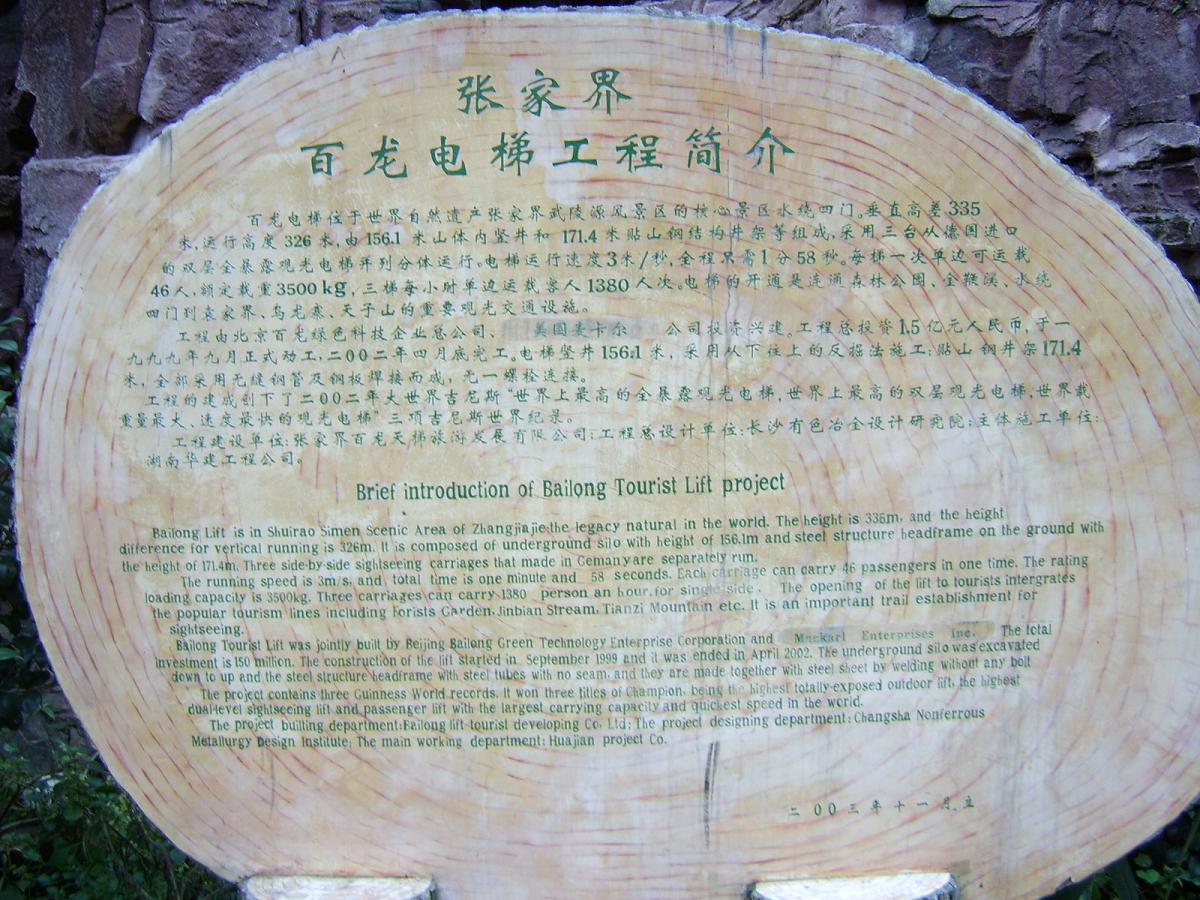 张家界
百龙电梯工程简介
百龙电梯位于世界自然遗产张家界武陵源风景区的核心景区水绕四门。垂直高差335
米,运行高度326米,由156.1米山体内竖井和171.4米贴山钢结构井架等组成,采用三台从德国进口
的双层全暴露观光电梯并列分体运行。电梯运行速度3米/秒,全程只需1分58秒。每梯一次单边可运载
46人,额定载重3500kg,三梯每小时单边运载客人1380人次。电梯的开通是连通森林公园、金鞭溪、水绕
四门到袁家界、乌龙寨、天子山的重要观光交通设施。
工程由北京百龙绿色科技企业总公司、美国麦卡尔公司投资兴建。工程总投资1.5亿元人民币,于一
九九九年九月正式动工,二00二年四月底完工。电梯竖井156.1米,采用从下往上的反掘法施工;贴山钢井架171.4
米,全部采用无缝钢管及钢板焊接而成,无一螺栓连接。
工程的建成创下了二00二年大世界吉尼斯“世界上最高的全暴露观光电梯,世界上最高的双层观光电梯,世界载
重量最大、速度最快的观光电梯”三项吉尼斯世界纪录。
工程建设单位:张家界百龙天梯旅游发展有限公司;工程总设计单位:长沙有色冶金设计研究院;主体施工单位:
湖南华建工程公司。
Brief introduction of Bailong Tourist Lift project
Bailong Lift is in Shuirao Simen Scenic Area of Zhangjiajie,the legacy natural in the world. The height is 335m, and the height
difference for vertical running is 326m. It is composed of underground silo with height of 156.1m and steel structure headframe on the ground with
the height of 171.4m. Three side-by-side sightseeing carriages that made in Gemany are separately run.
The running speed is 3m/s, and total time is one minute and 58 seconds. Each carriage can carry 46 passengers in one time. The rating
loading capacity is 3500kg. Three carriages can carry 1380 person an hour, for single side. The opening of the lift to tourists intergrates
the popular tourism lines including Forists Garden, Jinbian Stream, Tianzi Mountain etc. It is an important trail establishment for
sightseeing.
Bailong Tourist Lift was jointly built by Beijing Bailong Green Technology Enterprise Corporation and Mackarl Enterprises Inc. The total
investment is 150 million. The construction of the lift started in September 1999 and it was ended in April 2002. The underground silo was excavated
down to up and the steel structure headframe with steel tubes with no seam, and they are made together with steel sheet by welding without any bolt
The project contains three Guinness World records. It won three titles of Champion, being the highest totally-exposed outdoor lift, the highest
dual-level sightseeing lift and passenger lift with the largest carrying capacity and quickest speed in the world.
The project builling department:Bailong lift tourist developing Co. Ltd; The project designing department: Changsha Nonferrous
Metallurgy Design Institute; The main working department: Huajian project Co.
二00三年十一月立